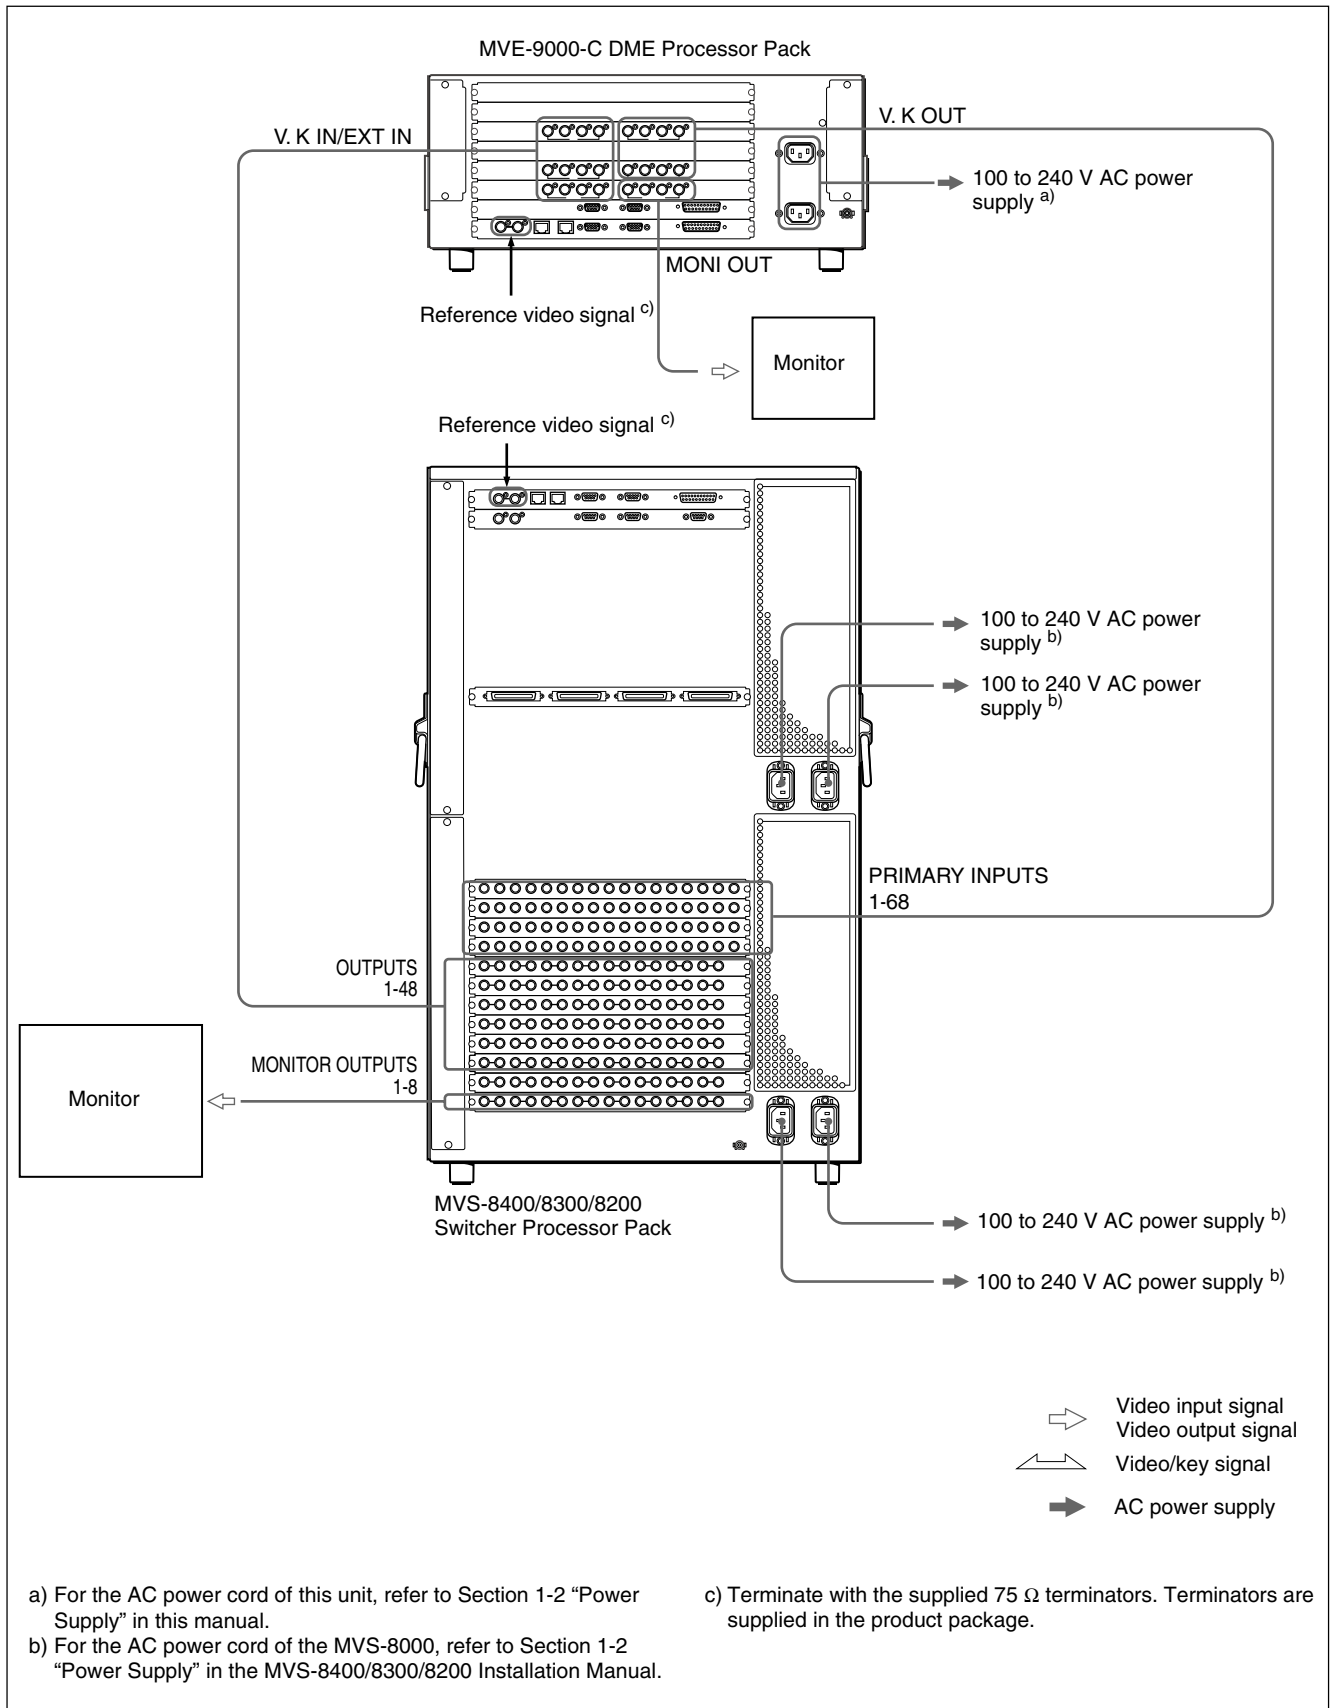 MVE-9000-C DME Processor Pack
V. K IN/EXT IN
V. K OUT
100 to 240 V AC power
supply a)
MONI OUT
Reference video signal c)
Monitor
Reference video signal c)
100 to 240 V AC power
supply b)
100 to 240 V AC power
supply b)
PRIMARY INPUTS
1-68
OUTPUTS
1-48
MONITOR OUTPUTS
1-8
Monitor
MVS-8400/8300/8200
Switcher Processor Pack
100 to 240 V AC power supply b)
100 to 240 V AC power supply b)
Video input signal
Video output signal
Video/key signal
AC power supply
a) For the AC power cord of this unit, refer to Section 1-2 “Power
Supply” in this manual.
b) For the AC power cord of the MVS-8000, refer to Section 1-2
“Power Supply” in the MVS-8400/8300/8200 Installation Manual.
c) Terminate with the supplied 75 Ω terminators. Terminators are
supplied in the product package.